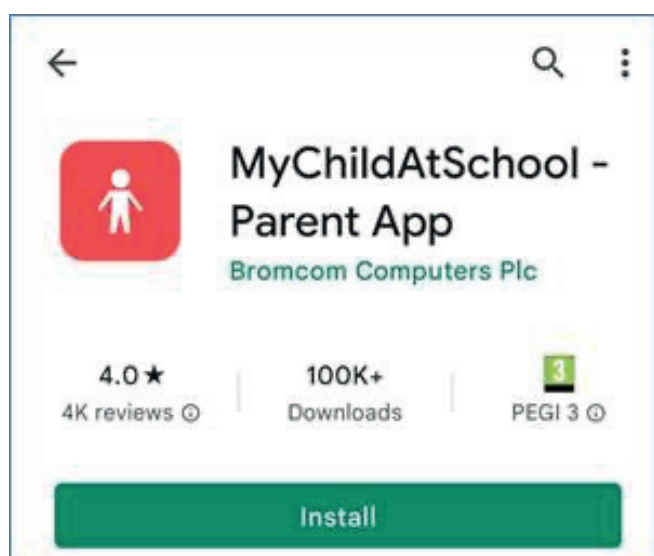 MyChildAtSchool -
Parent App
Bromcom Computers Plc
4.0★ 100K+ 3
4K reviews Downloads PEGI 3
Install